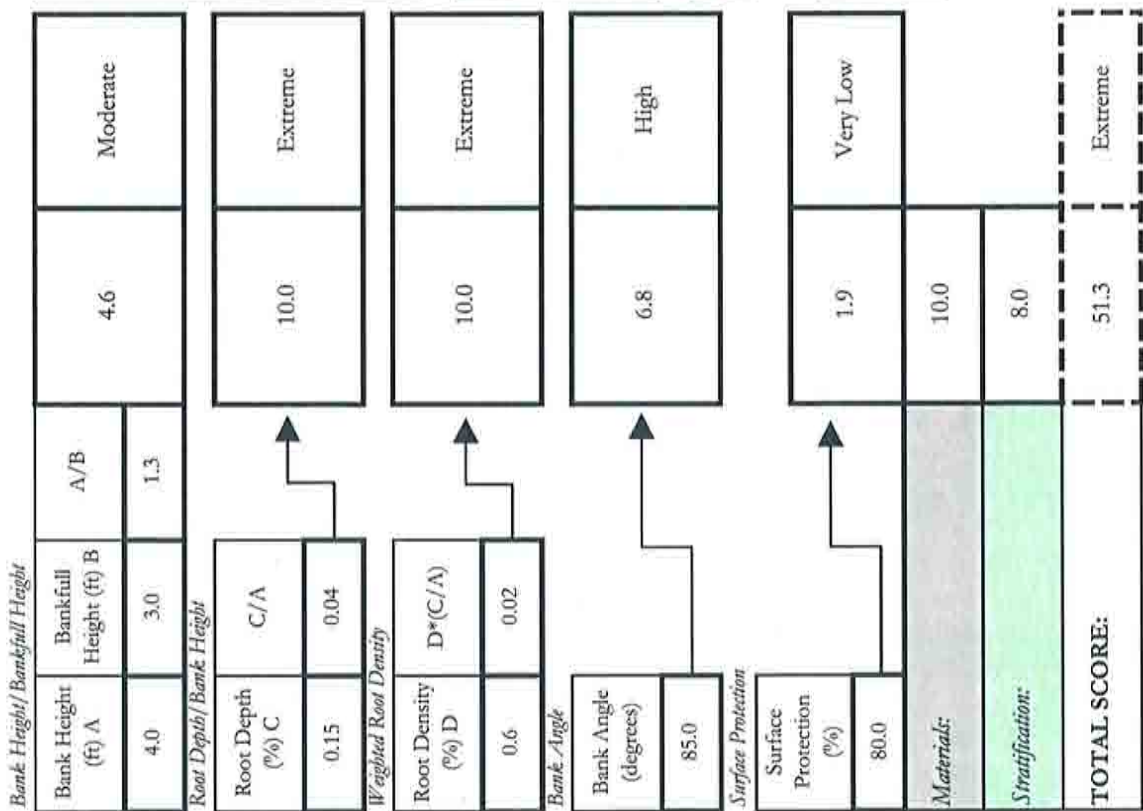 Bank Height/Bankfull Height
Bank Height
(ft) A
Bankfull
Height (ft) B
A/B
4.0
3.0
1.3
4.6
Moderate
Root Depth/Bank Height
Root Depth
(%) C
C/A
0.15
0.04
10.0
Extreme
Weighted Root Density
Root Density
(%) D
D*(C/A)
0.6
0.02
10.0
Extreme
Bank Angle
Bank Angle
(degrees)
85.0
6.8
High
Surface Protection
Surface
Protection
(%)
80.0
1.9
Very Low
Materials:
10.0
Stratification:
8.0
TOTAL SCORE:
51.3
Extreme